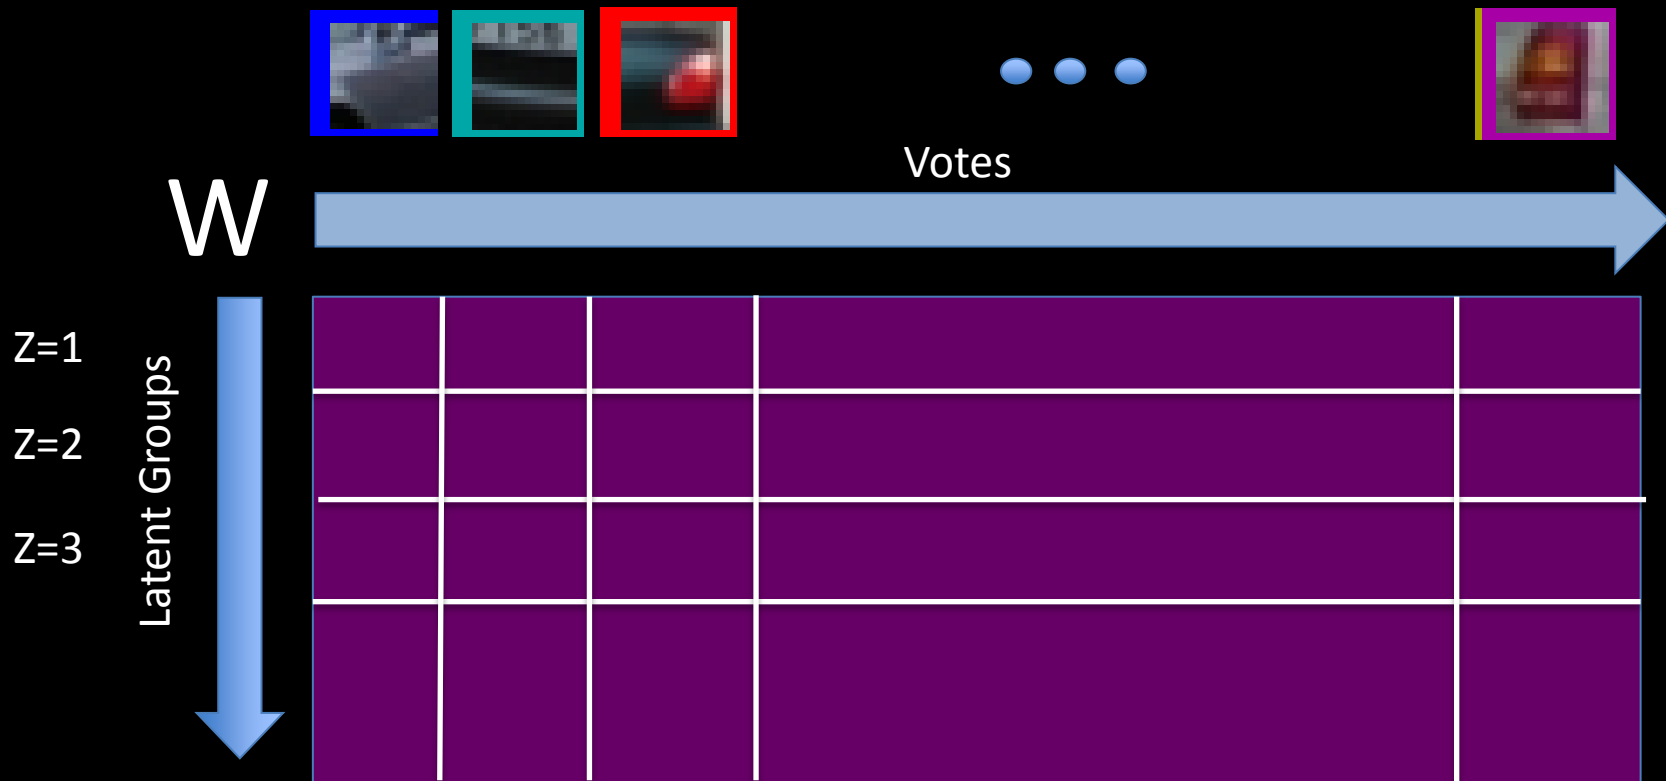 Votes
W
Z=1
Z=2
Z=3
Latent Groups